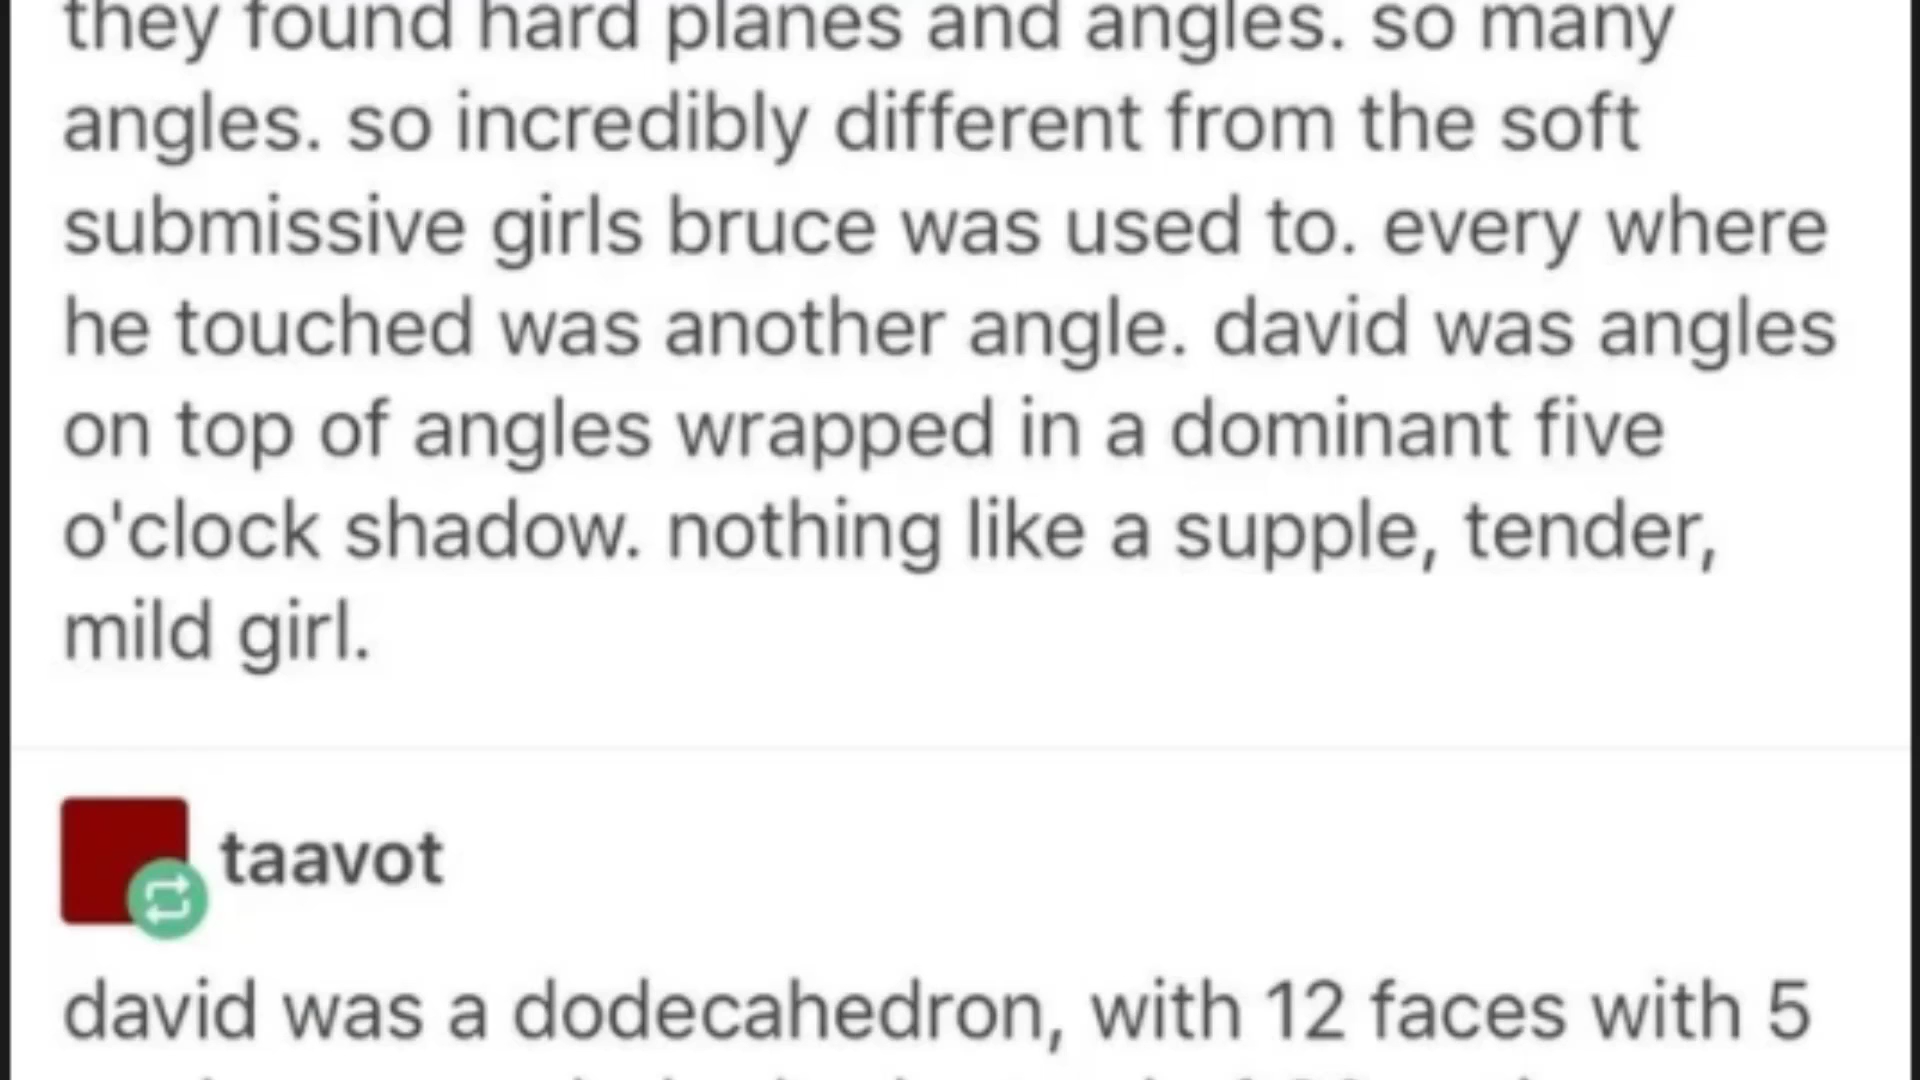 they found hard planes and angles. so many
angles. so incredibly different from the soft
submissive girls bruce was used to. every where
he touched was another angle. david was angles
on top of angles wrapped in a dominant five
o'clock shadow. nothing like a supple, tender,
mild girl.
taavot
david was a dodecahedron, with 12 faces with 5